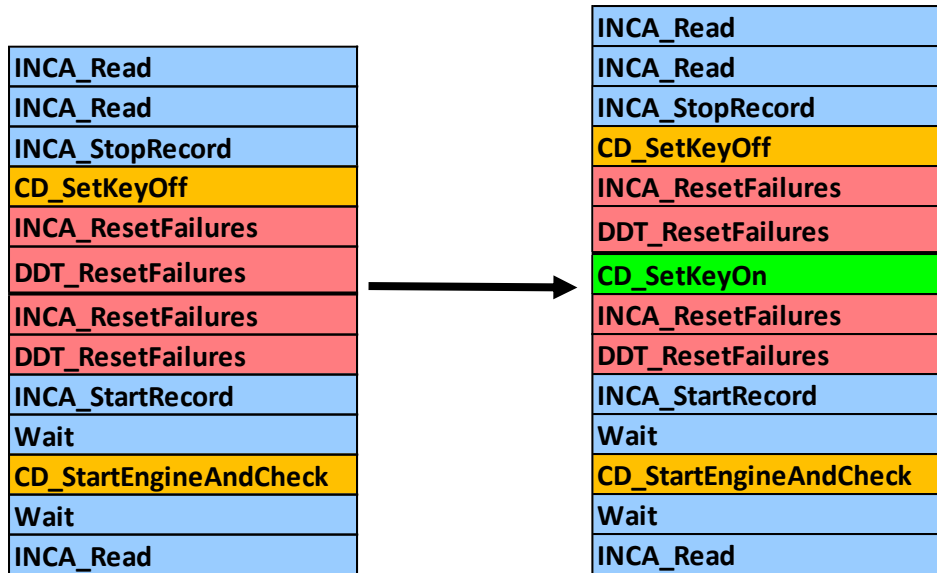 INCA_Read
INCA_Read
INCA_StopRecord
CD_SetKeyOff
INCA_ResetFailures
DDT_ResetFailures
INCA_ResetFailures
DDT_ResetFailures
INCA_StartRecord
Wait
CD_StartEngineAndCheck
Wait
INCA_Read
INCA_Read
INCA_Read
INCA_StopRecord
CD_SetKeyOff
INCA_ResetFailures
DDT_ResetFailures
CD_SetKeyOn
INCA_ResetFailures
DDT_ResetFailures
INCA_StartRecord
Wait
CD_StartEngineAndCheck
Wait
INCA_Read